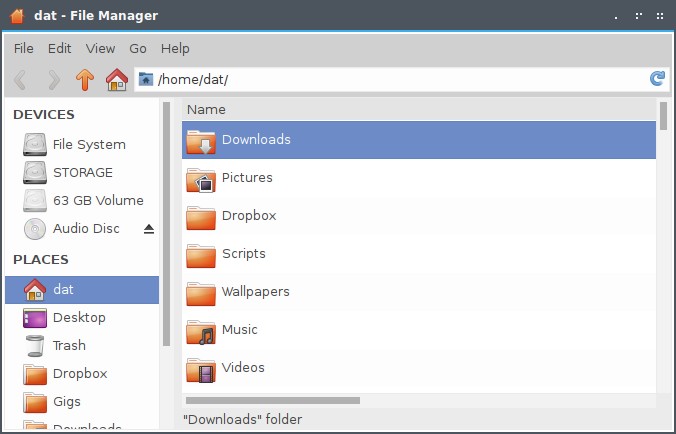 dat - File Manager
File Edit View Go Help
/home/dat/
DEVICES
File System
STORAGE
63 GB Volume
Audio Disc
PLACES
dat
Desktop
Trash
Dropbox
Gigs
Downloads
Name
Downloads
Pictures
Dropbox
Scripts
Wallpapers
Music
Videos
"Downloads" folder